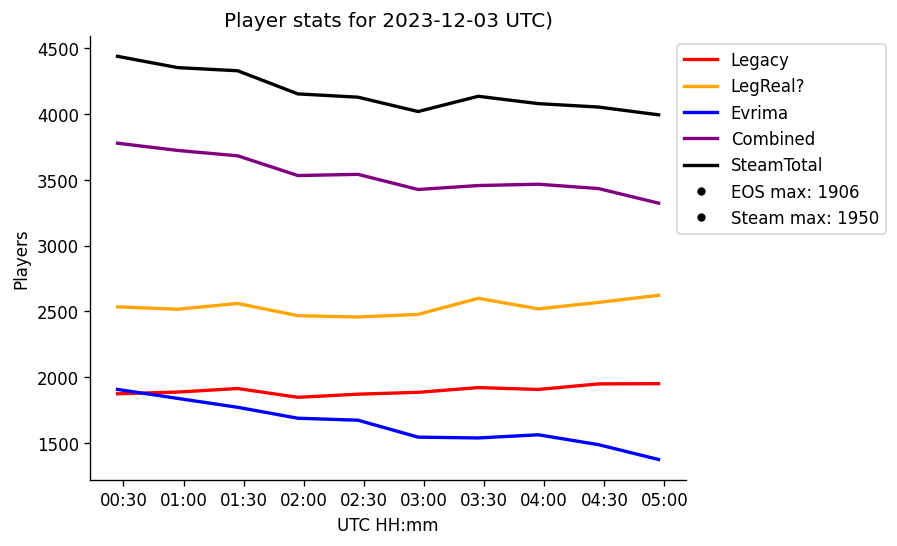 Player stats for 2023-12-03 UTC)
4500
4000
3500
3000
2500
2000
1500
Players
00:30 01:00 01:30 02:00 02:30 03:00 03:30 04:00 04:30 05:00
UTC HH:mm
Legacy
LegReal?
Evrima
Combined
SteamTotal
EOS max: 1906
Steam max: 1950